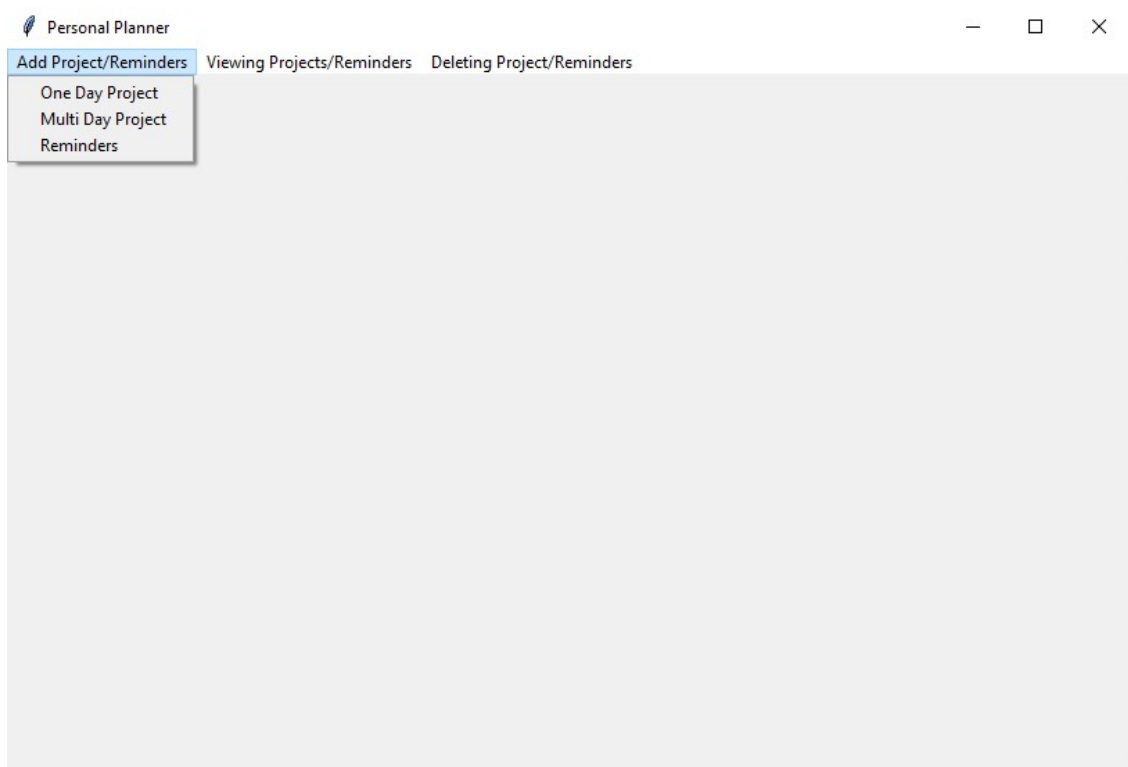 Personal Planner
Add Project/Reminders Viewing Projects/Reminders Deleting Project/Reminders
One Day Project
Multi Day Project
Reminders